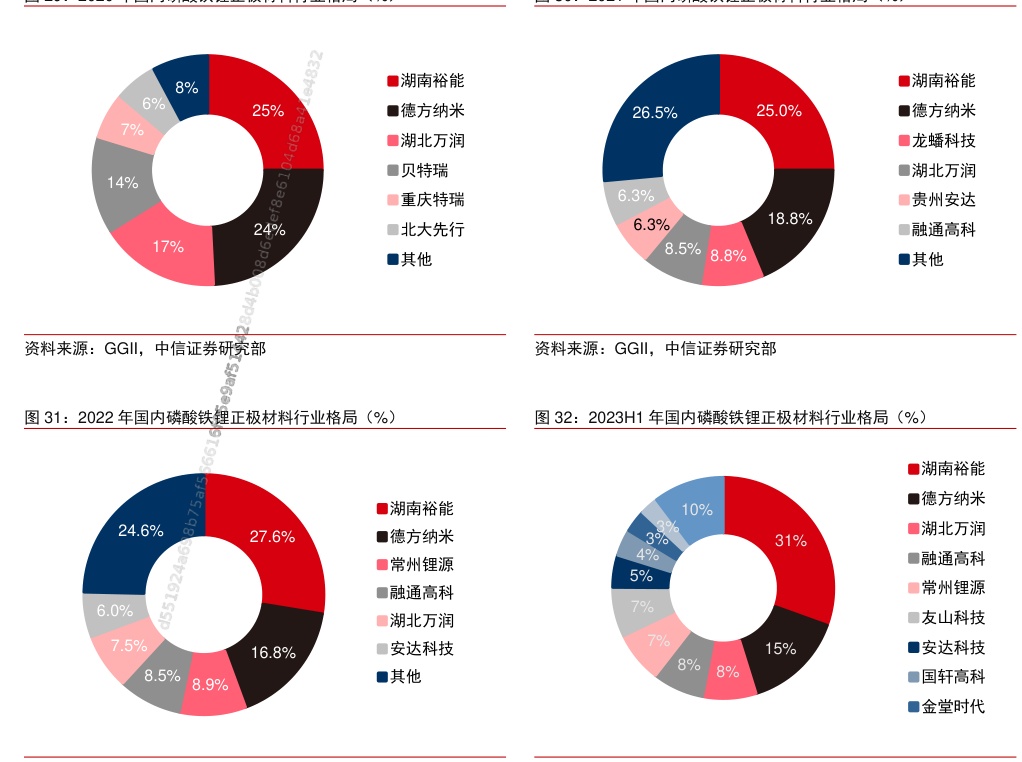 25%
24%
17%
14%
7%
6%
8%
湖南裕能
德方纳米
湖北万润
贝特瑞
重庆特瑞
北大先行
其他
资料来源：GGII，中信证券研究部
25.0%
18.8%
8.8%
8.5%
6.3%
6.3%
26.5%
湖南裕能
德方纳米
龙蟠科技
湖北万润
贵州安达
融通高科
其他
资料来源：GGII，中信证券研究部
图 31：2022 年国内磷酸铁锂正极材料行业格局（%）
27.6%
16.8%
8.9%
8.5%
7.5%
6.0%
24.6%
湖南裕能
德方纳米
常州锂源
融通高科
湖北万润
安达科技
其他
图 32：2023H1 年国内磷酸铁锂正极材料行业格局（%）
31%
15%
8%
8%
7%
7%
5%
4%
3%
3%
10%
湖南裕能
德方纳米
湖北万润
融通高科
常州锂源
友山科技
安达科技
国轩高科
金堂时代